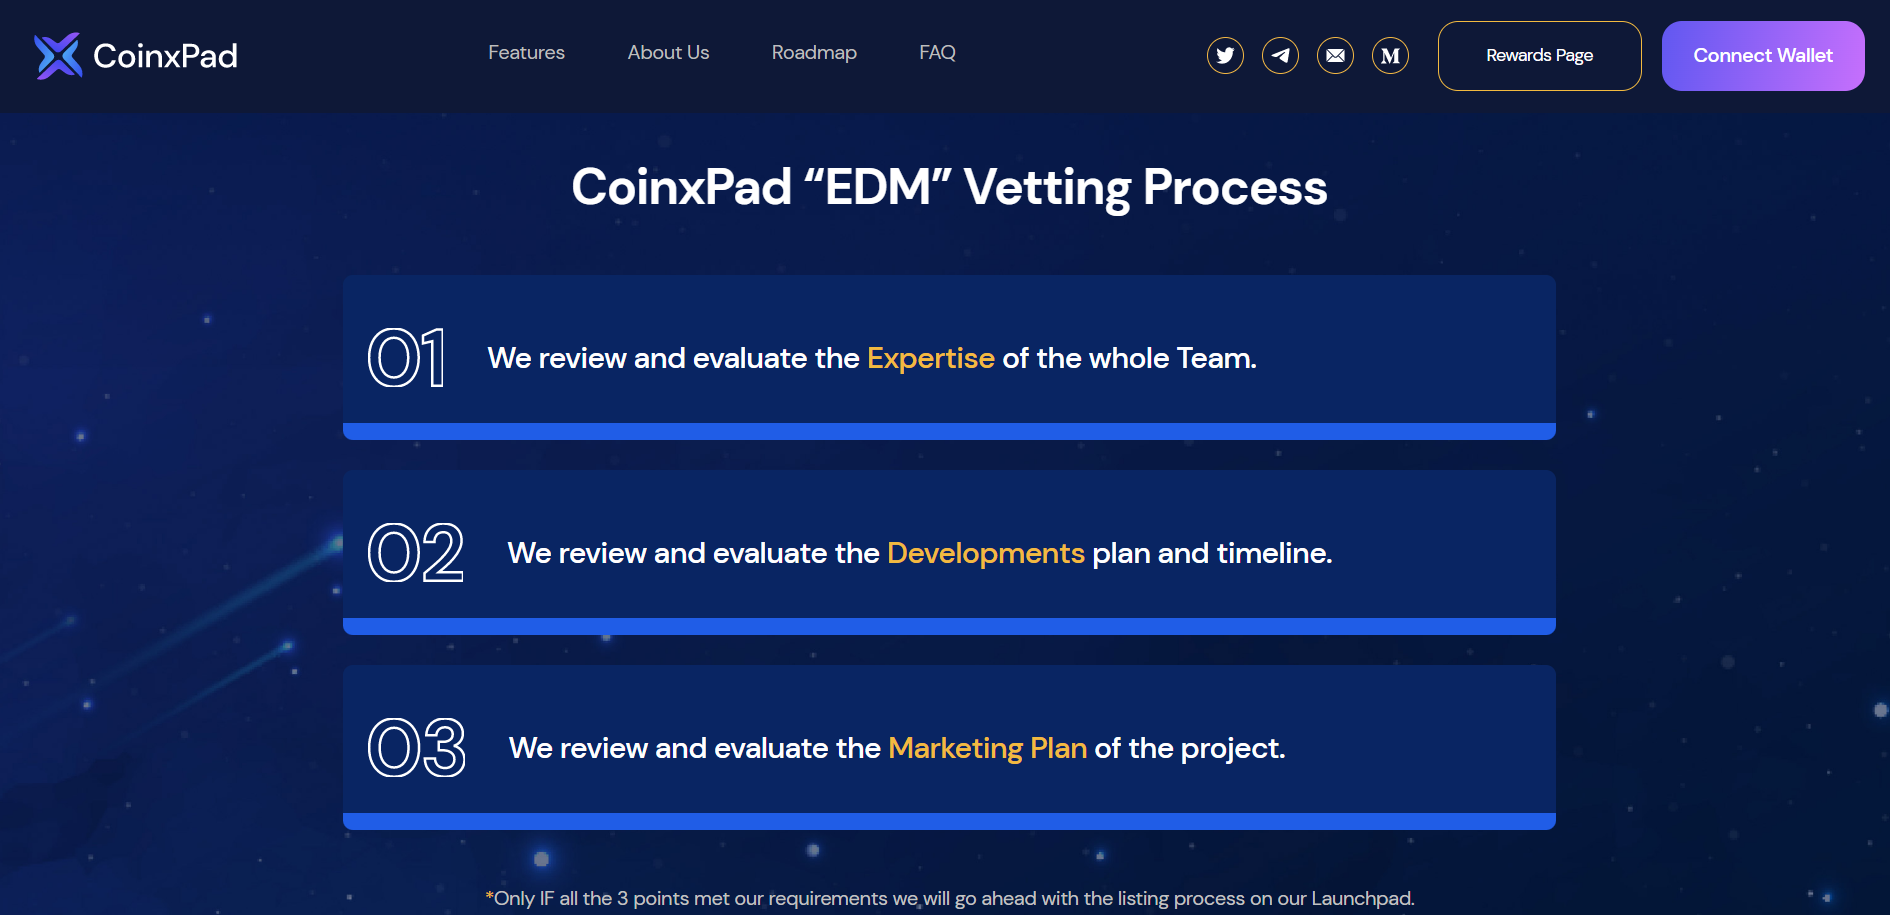 CoinxPad
Features
About Us
Roadmap
FAQ
M
Rewards Page
Connect Wallet
CoinxPad “EDM” Vetting Process
01
We review and evaluate the Expertise of the whole Team.
02
We review and evaluate the Developments plan and timeline.
03
We review and evaluate the Marketing Plan of the project.
*Only IF all the 3 points met our requirements we will go ahead with the listing process on our Launchpad.